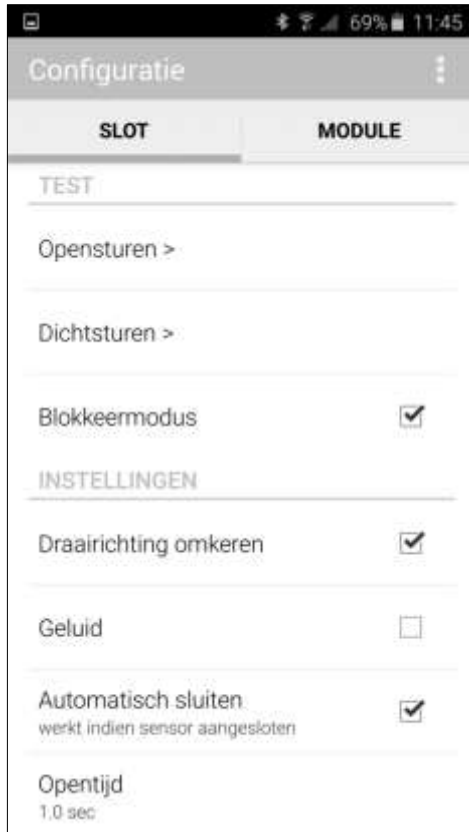 69% 11:45
Configuratie
SLOT MODULE
TEST
Opensturen >
Dichtsturen >
Blokkeermodus
INSTELLINGEN
Draairichting omkeren
Geluid
Automatisch sluiten
werkt indien sensor aangesloten
Opentijd
1.0 sec